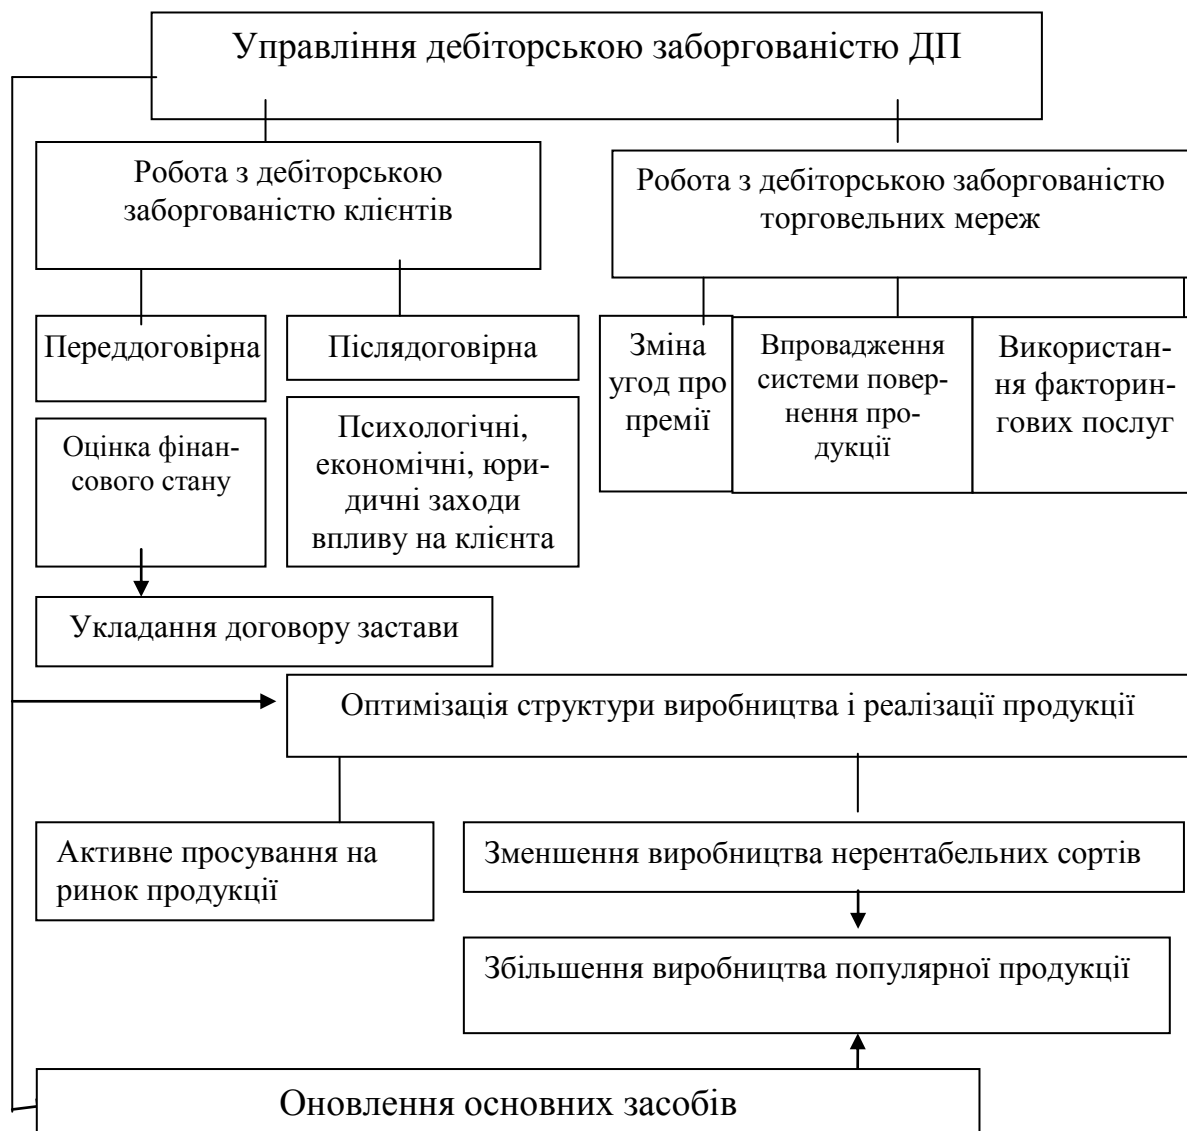 Управління дебіторською заборгованістю ДП
Робота з дебіторською
заборгованістю клієнтів
Робота з дебіторською заборгованістю
торговельних мереж
Переддоговірна
Післядоговірна
Зміна
угод про
премії
Впровадження
системи повер-
нення про-
дукції
Використан-
ня факторин-
гових послуг
Оцінка фінан-
сового стану
Психологічні,
економічні, юри-
дичні заходи
впливу на клієнта
Укладання договору застави
Оптимізація структури виробництва і реалізації продукції
Активне просування на
ринок продукції
Зменшення виробництва нерентабельних сортів
Збільшення виробництва популярної продукції
Оновлення основних засобів